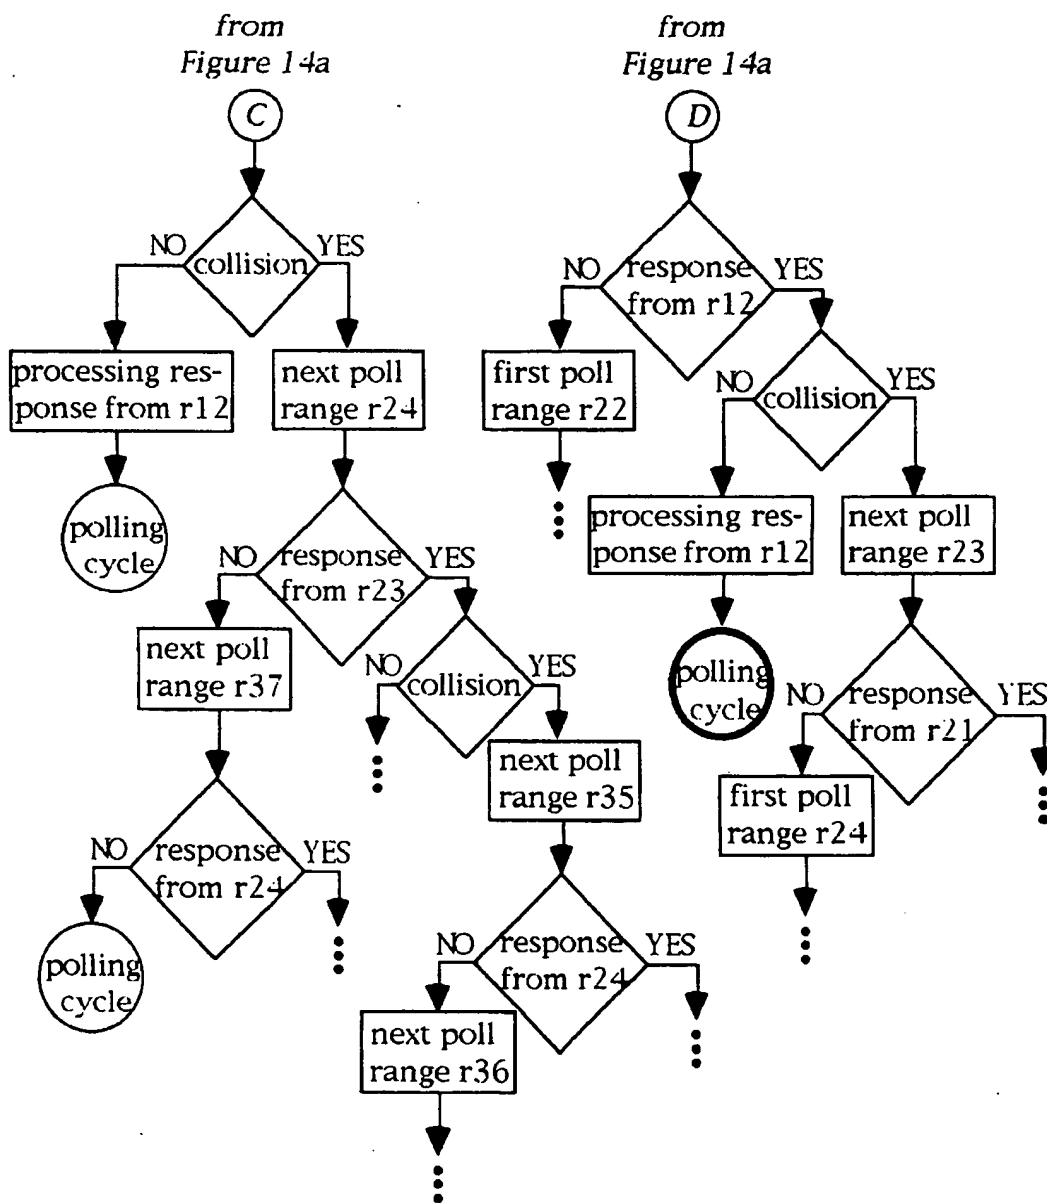 from
Figure 14a
C
collision
NO
YES
processing res-
ponse from r12
next poll
range r24
polling
cycle
response
from r23
NO
YES
next poll
range r37
collision
NO
YES
next poll
range r35
response
from r24
NO
YES
polling
cycle
response
from r24
NO
YES
next poll
range r36
from
Figure 14a
D
response
from r12
NO
YES
first poll
range r22
collision
NO
YES
processing res-
ponse from r12
next poll
range r23
polling
cycle
response
from r21
NO
YES
first poll
range r24